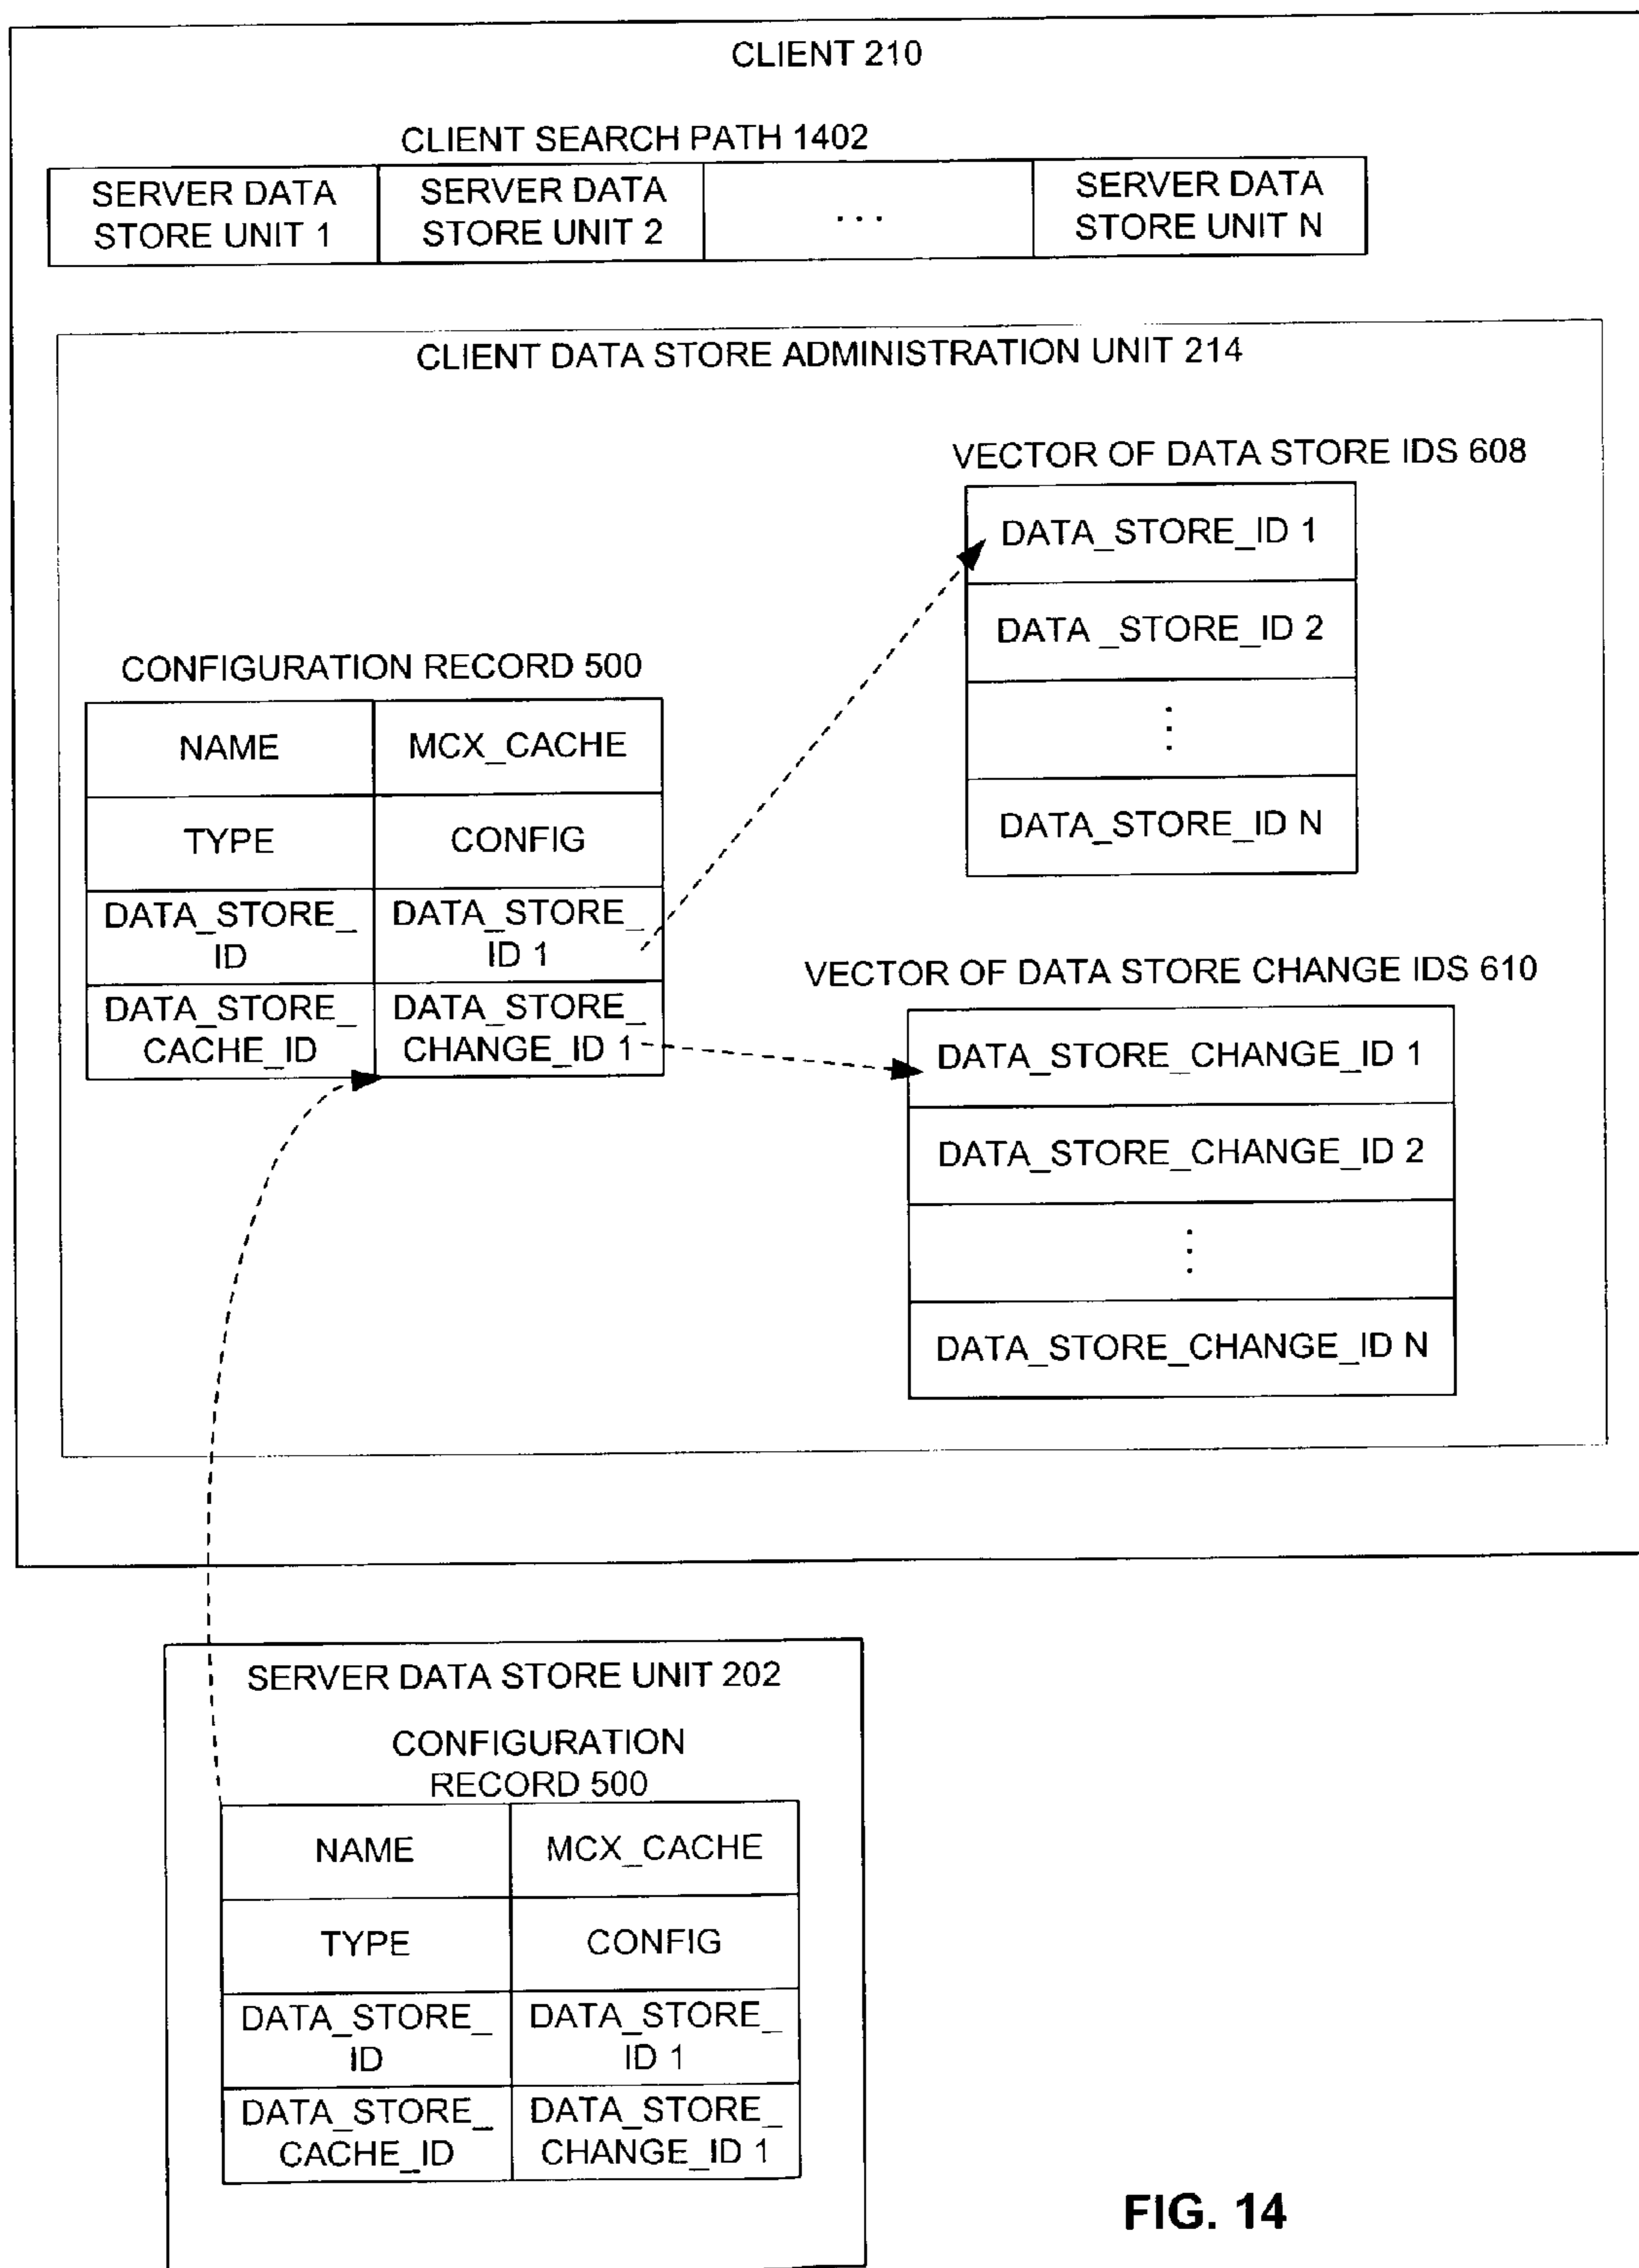 CLIENT 210
CLIENT SEARCH PATH 1402
SERVER DATA
STORE UNIT 1
SERVER DATA
STORE UNIT 2
...
SERVER DATA
STORE UNIT N
CLIENT DATA STORE ADMINISTRATION UNIT 214
VECTOR OF DATA STORE IDS 608
DATA_STORE_ID 1
DATA _STORE_ID 2
⋮
DATA_STORE_ID N
CONFIGURATION RECORD 500
NAME
MCX_CACHE
TYPE
CONFIG
DATA_STORE_
ID
DATA_STORE_
ID 1
DATA_STORE_
CACHE_ID
DATA_STORE_
CHANGE_ID 1
VECTOR OF DATA STORE CHANGE IDS 610
DATA_STORE_CHANGE_ID 1
DATA_STORE_CHANGE_ID 2
⋮
DATA_STORE_CHANGE_ID N
SERVER DATA STORE UNIT 202
CONFIGURATION
RECORD 500
NAME
MCX_CACHE
TYPE
CONFIG
DATA_STORE_
ID
DATA_STORE_
ID 1
DATA_STORE_
CACHE_ID
DATA_STORE_
CHANGE_ID 1
FIG. 14